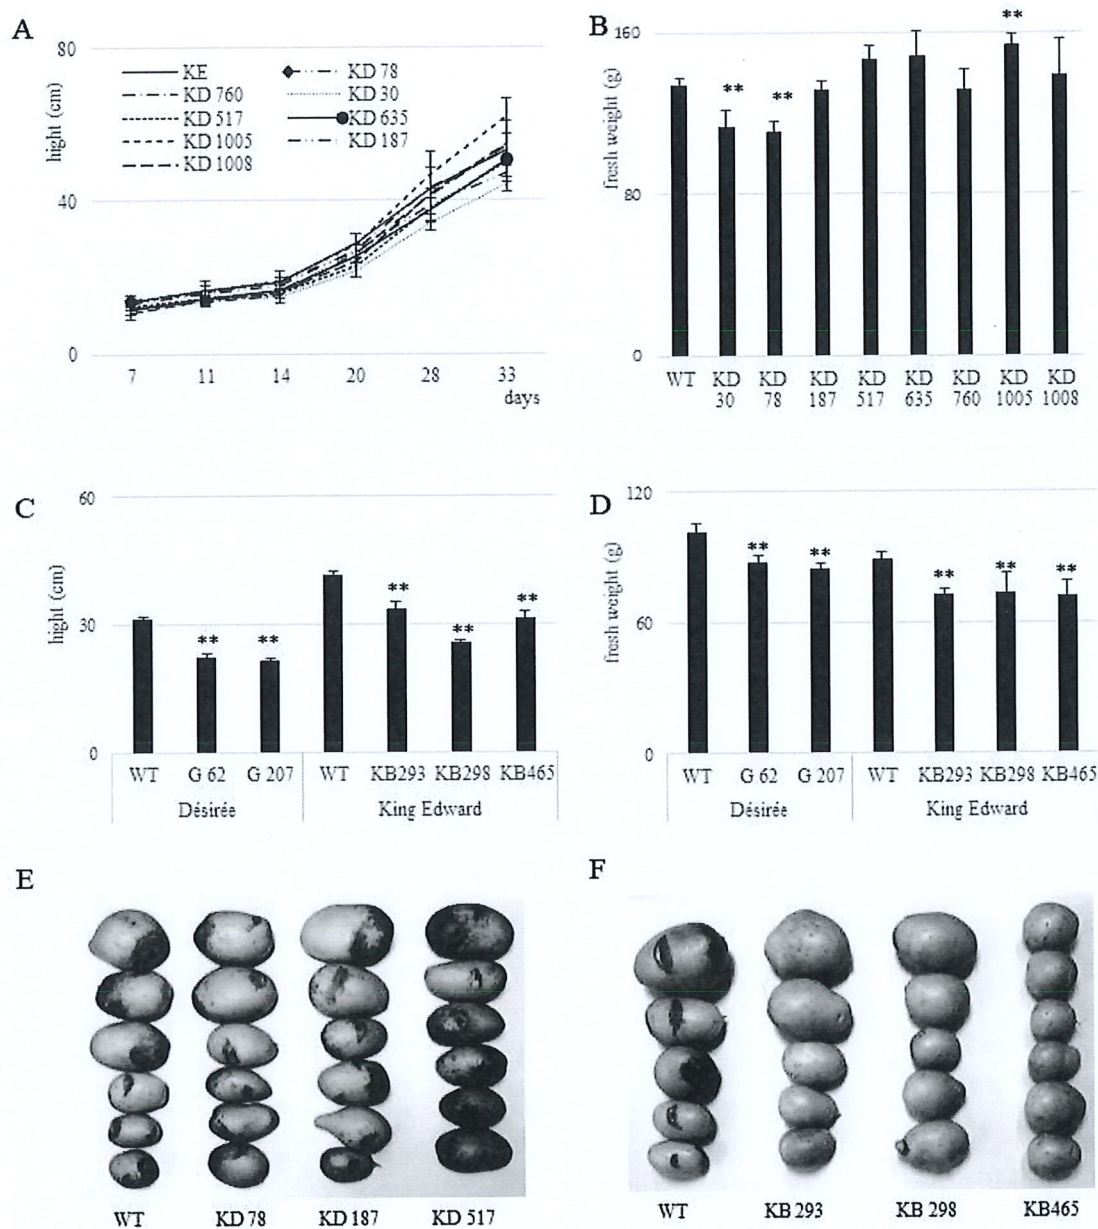 A
80
40
0
hight (cm)
KE
KD 760
KD 517
KD 1005
KD 1008
KD 78
KD 30
KD 635
KD 187
7 11 14 20 28 33
days
B
160
80
0
fresh weight (g)
** ** **
WT KD KD KD KD KD KD KD KD
30 78 187 517 635 760 1005 1008
C
60
30
0
hight (cm)
** ** ** ** **
WT G 62 G 207 WT KB293 KB298 KB465
Désirée King Edward
D
120
60
0
fresh weight (g)
** ** ** ** **
WT G 62 G 207 WT KB293 KB298 KB465
Désirée King Edward
E
WT KD 78 KD 187 KD 517
F
WT KB 293 KB 298 KB465